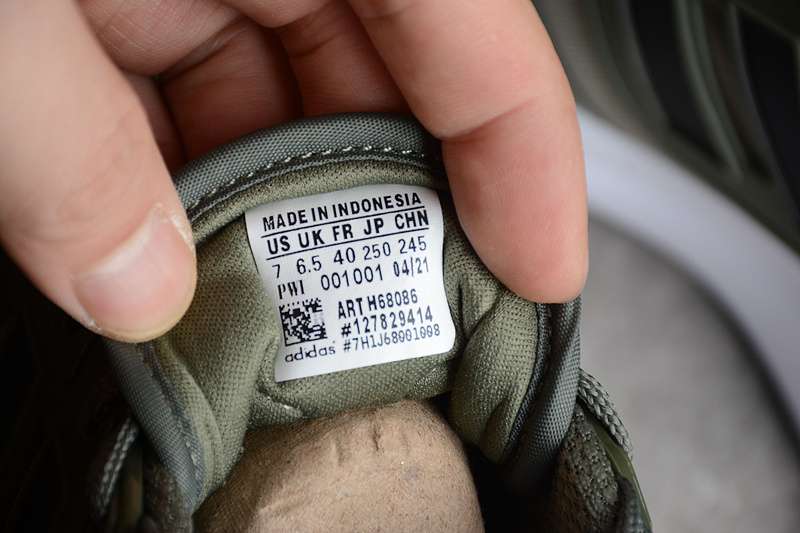 MADE IN INDONESIA
US UK FR JP CHN
7 6.5 40 250 245
PWI 001001 04/21
ART H68086
#127829414
adidas #7H1J68001008